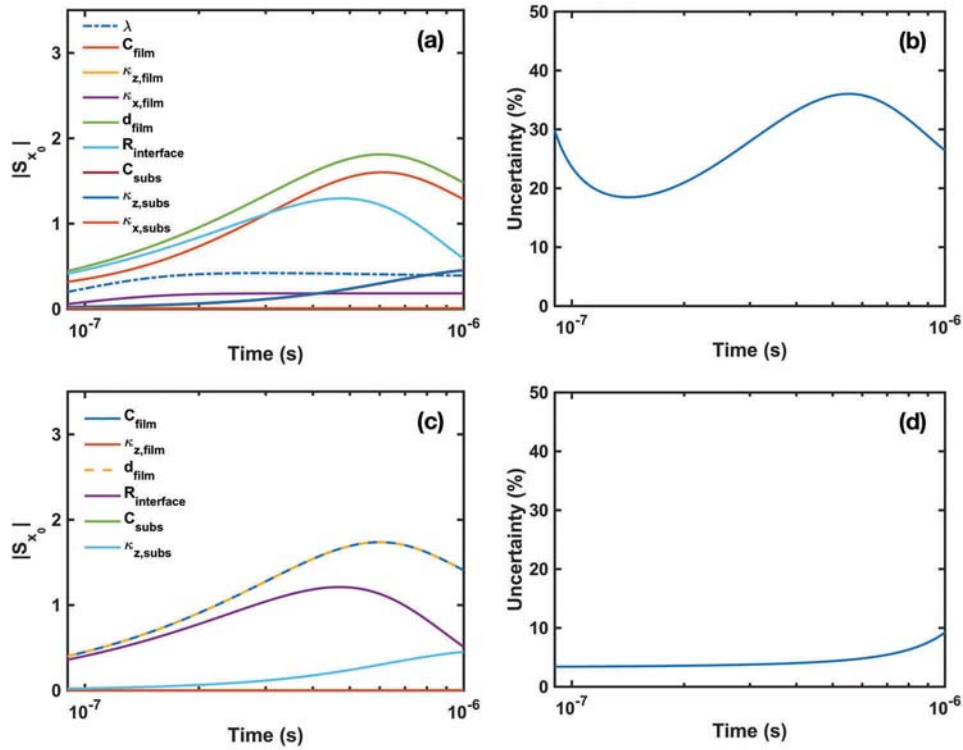 (a)
λ
C_film
κ_z,film
κ_x,film
d_film
R_interface
C_subs
κ_z,subs
κ_x,subs
|S_x_0|
3
2
1
0
10^-7
10^-6
Time (s)
(b)
Uncertainty (%)
50
40
30
20
10
0
10^-7
10^-6
Time (s)
(c)
C_film
κ_z,film
d_film
R_interface
C_subs
κ_z,subs
|S_x_0|
3
2
1
0
10^-7
10^-6
Time (s)
(d)
Uncertainty (%)
50
40
30
20
10
0
10^-7
10^-6
Time (s)